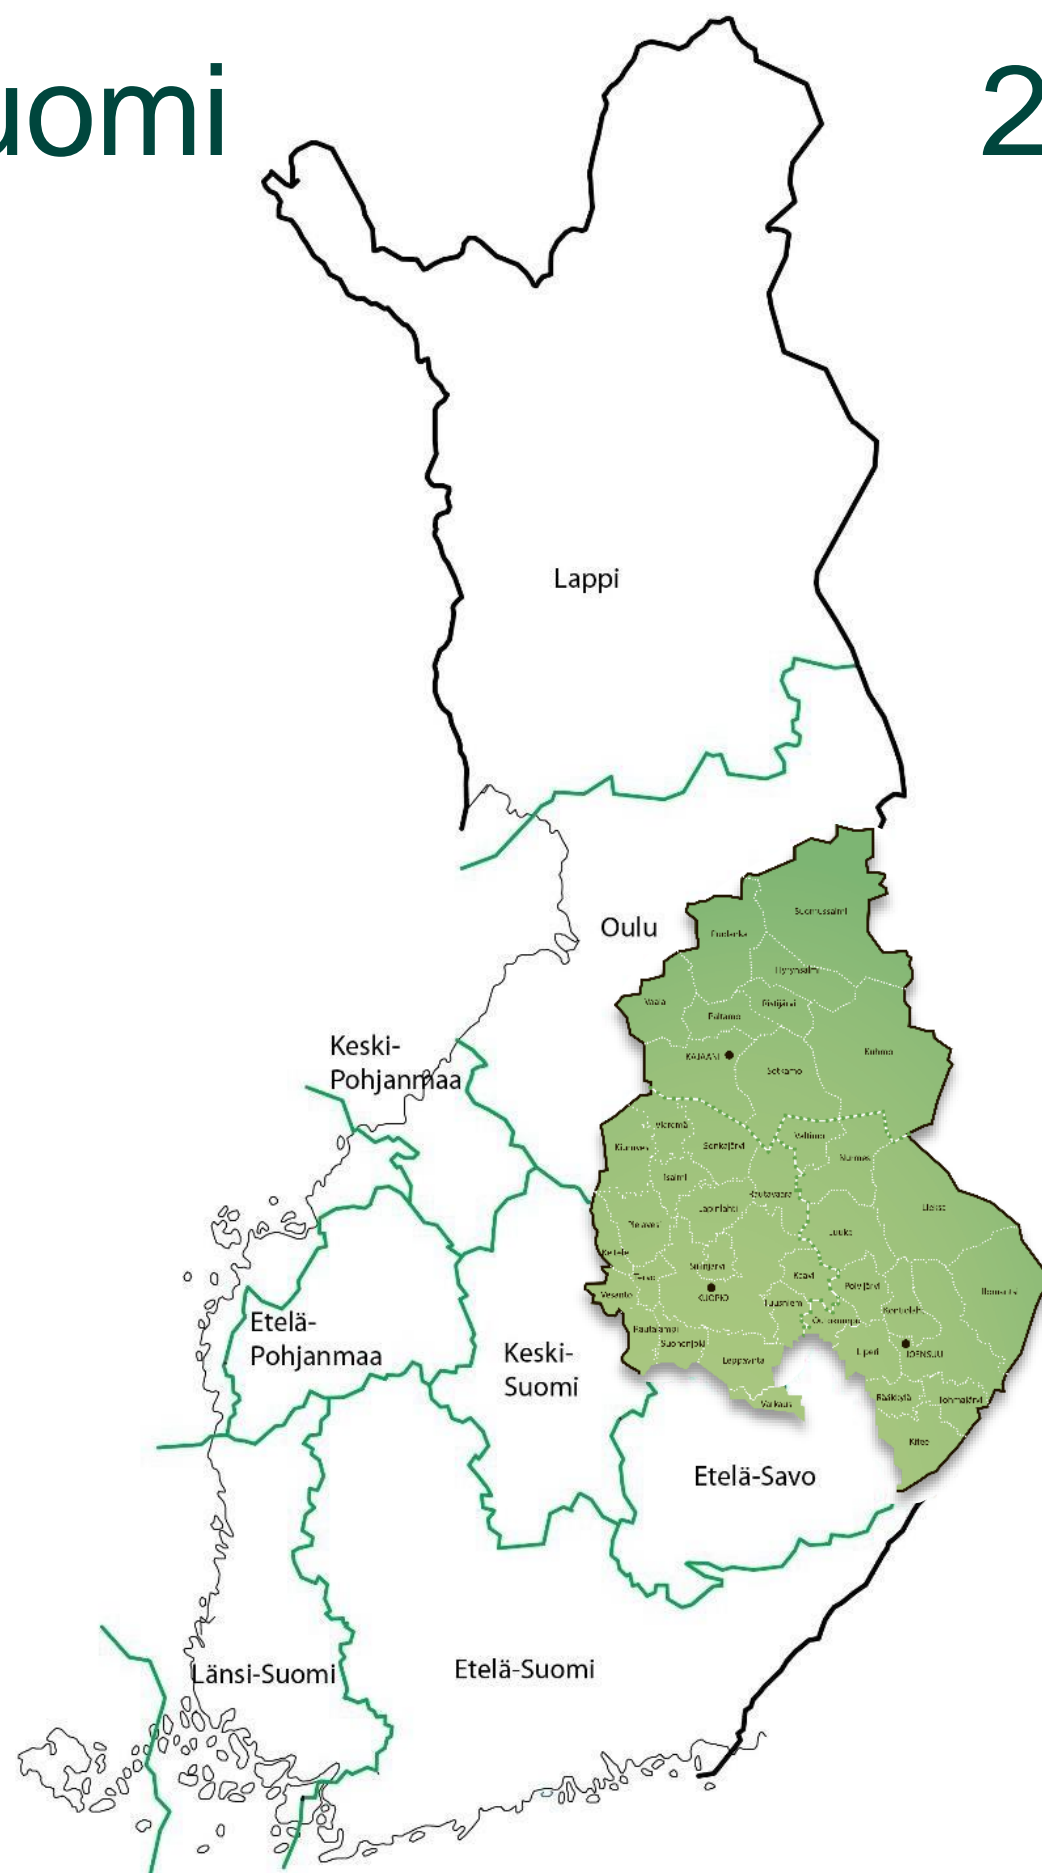 uomi
2
Lappi
Oulu
Suomussalmi
Puolanka
Hyrynsalmi
Vaala
Ristijärvi
Paltamo
Kuhmo
KAJAANI
Sotkamo
Keski-
Pohjanmaa
Vieremä
Valtimo
Kiuruvesi
Sonkajärvi
Nurmes
Iisalmi
Rautavaara
Lapinlahti
Lieksa
Pielavesi
Juuka
Keitele
Siilinjärvi
Tervo
Kaavi
Polvijärvi
Ilomantsi
Vesanto
KUOPIO
Tuusniemi
Kontiolahti
Outokumpu
Etelä-
Pohjanmaa
Rautalampi
Suonenjoki
Liperi
JOENSUU
Leppävirta
Keski-
Suomi
Varkaus
Rääkkylä
Tohmajärvi
Kitee
Etelä-Savo
Länsi-Suomi
Etelä-Suomi